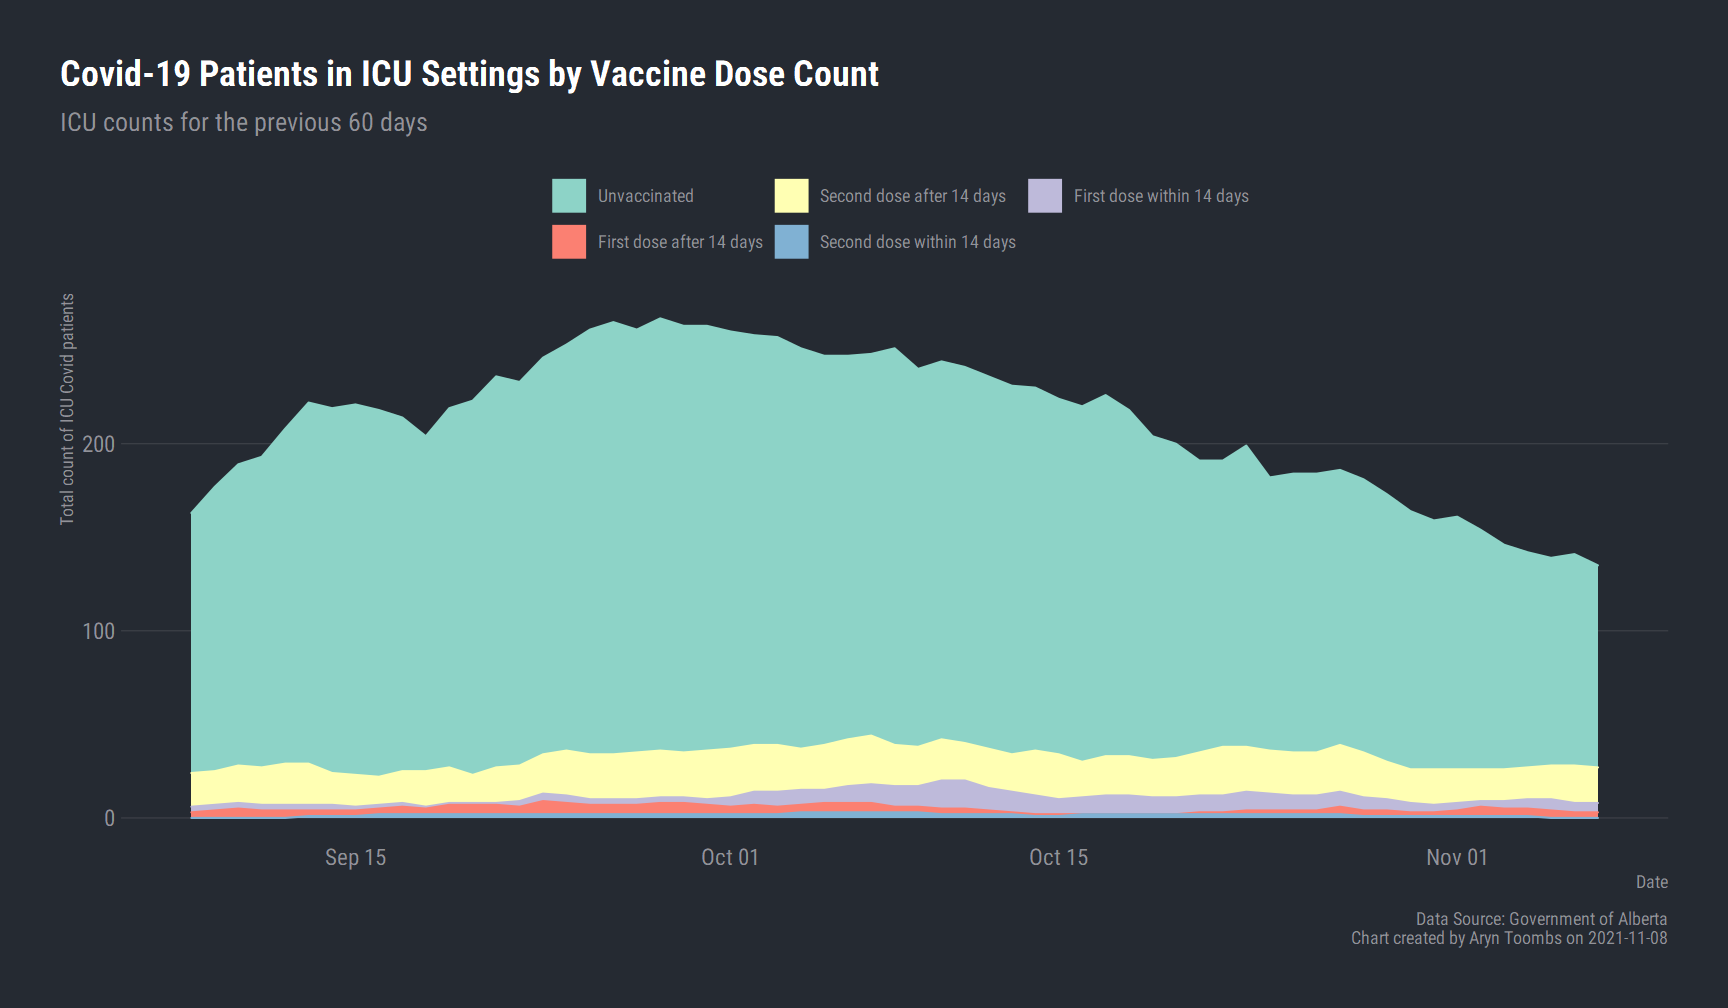 Covid-19 Patients in ICU Settings by Vaccine Dose Count
ICU counts for the previous 60 days
Unvaccinated
Second dose after 14 days
First dose within 14 days
First dose after 14 days
Second dose within 14 days
Total count of ICU Covid patients
200
100
0
Sep 15
Oct 01
Oct 15
Nov 01
Date
Data Source: Government of Alberta
Chart created by Aryn Toombs on 2021-11-08